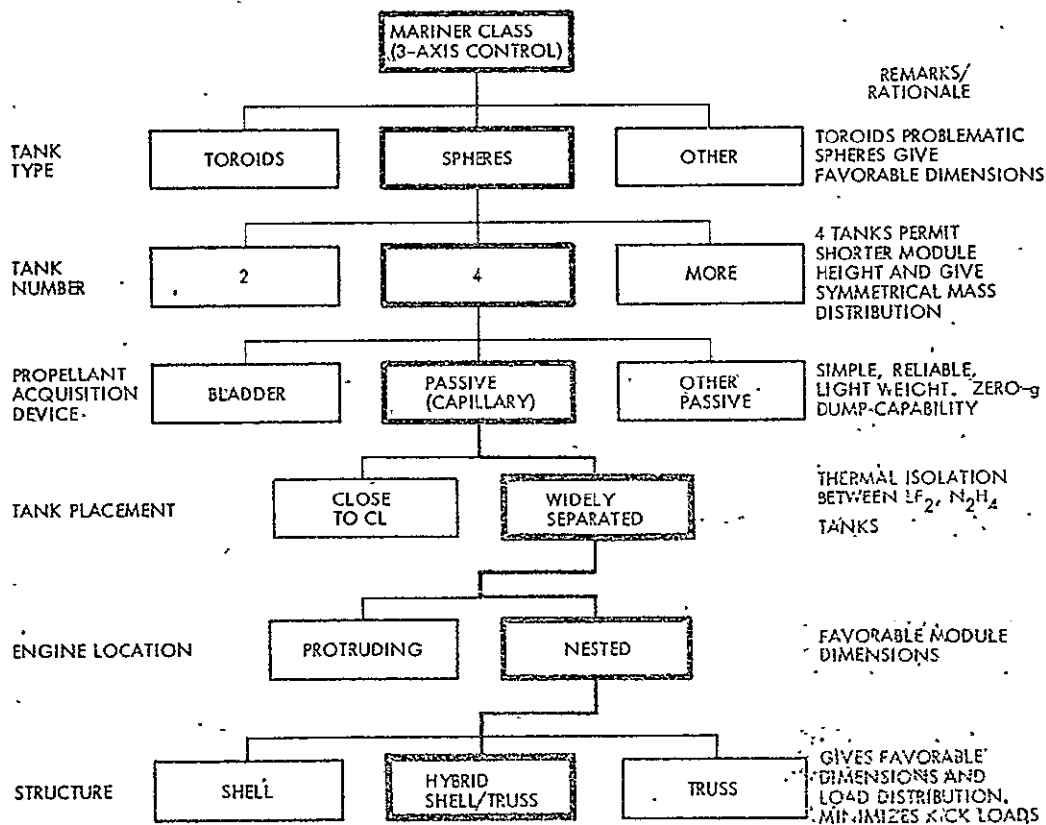 MARINER CLASS
(3-AXIS CONTROL)
REMARKS/
RATIONALE
TANK
TYPE
TOROIDS
SPHERES
OTHER
TOROIDS PROBLEMATIC
SPHERES GIVE
FAVORABLE DIMENSIONS
TANK
NUMBER
2
4
MORE
4 TANKS PERMIT
SHORTER MODULE
HEIGHT AND GIVE
SYMMETRICAL MASS
DISTRIBUTION
PROPELLANT
ACQUISITION
DEVICE
BLADDER
PASSIVE
(CAPILLARY)
OTHER
PASSIVE
SIMPLE, RELIABLE,
LIGHT WEIGHT. ZERO-g
DUMP-CAPABILITY
TANK PLACEMENT
CLOSE
TO CL
WIDELY
SEPARATED
THERMAL ISOLATION
BETWEEN LF2, N2H4
TANKS
ENGINE LOCATION
PROTRUDING
NESTED
FAVORABLE MODULE
DIMENSIONS
STRUCTURE
SHELL
HYBRID
SHELL/TRUSS
TRUSS
GIVES FAVORABLE
DIMENSIONS AND
LOAD DISTRIBUTION.
MINIMIZES KICK LOADS